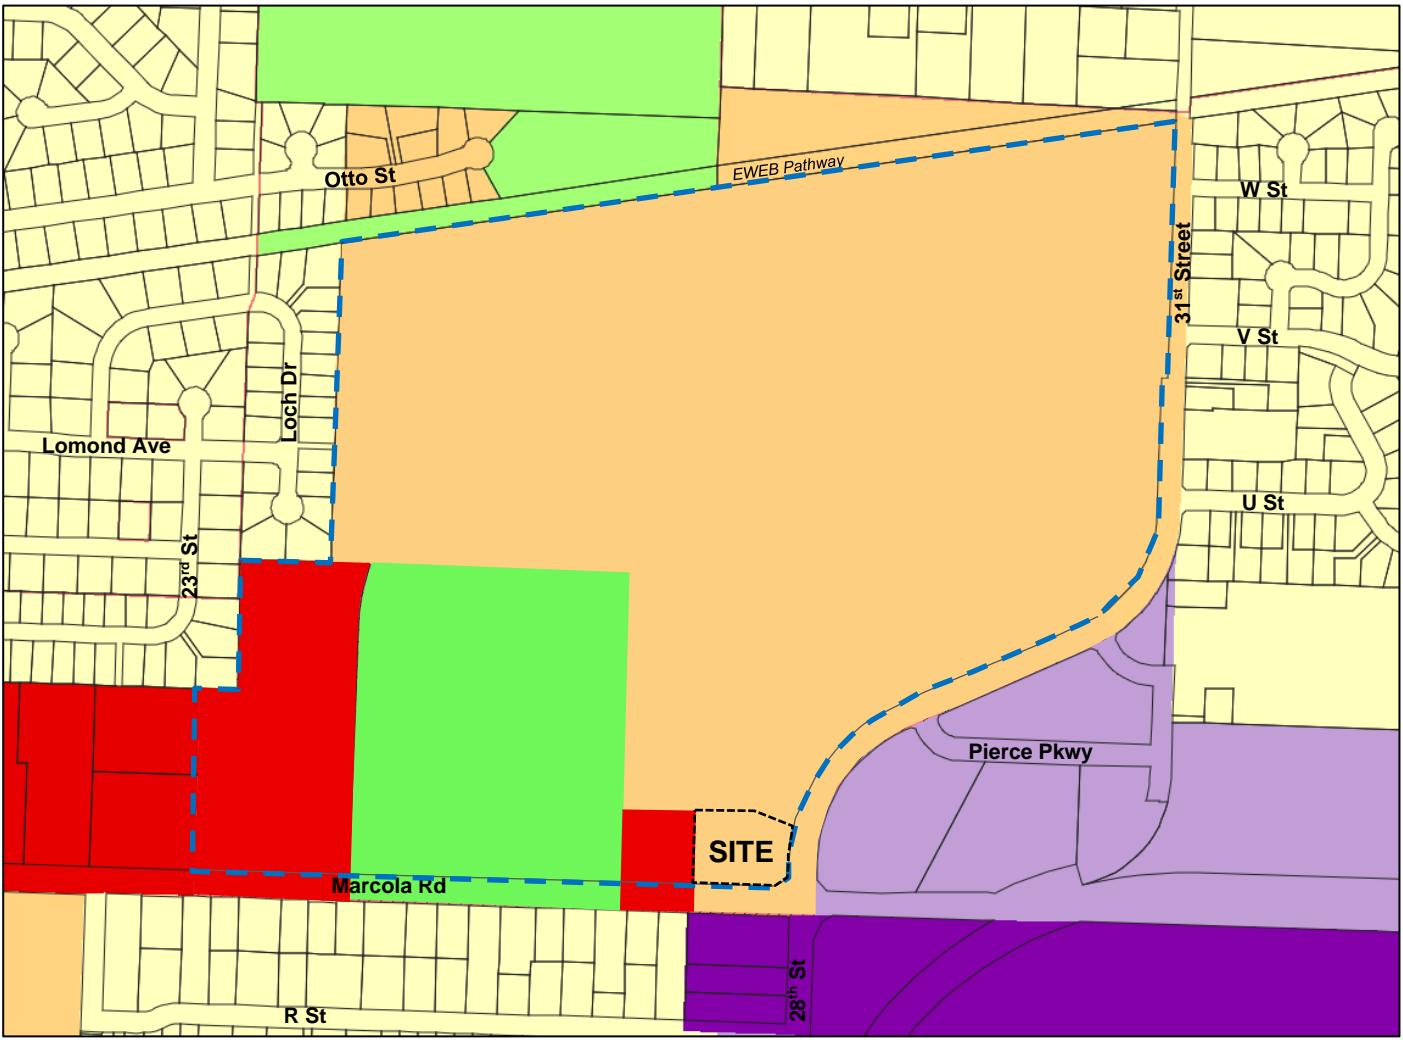 Otto St
EWEB Pathway
W St
31st Street
V St
Loch Dr
Lomond Ave
U St
23rd St
Pierce Pkwy
SITE
Marcola Rd
28th St
R St